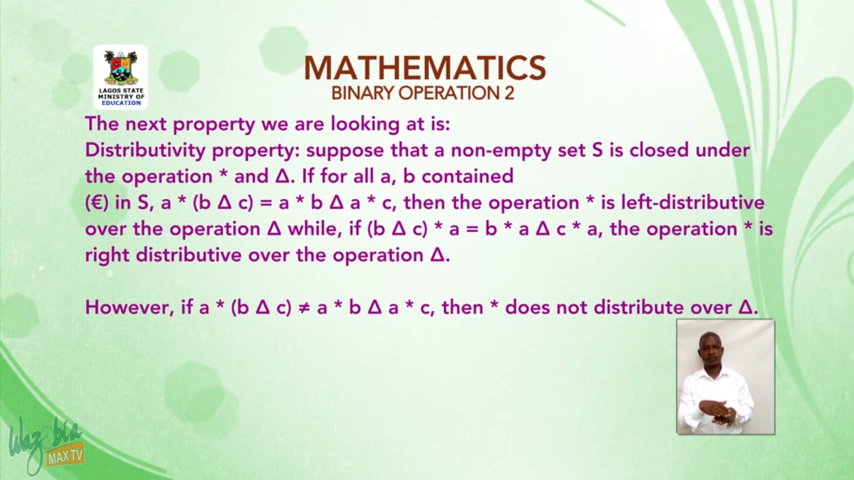 MATHEMATICS
BINARY OPERATION 2
LAGOS STATE
MINISTRY OF
EDUCATION
The next property we are looking at is:
Distributivity property: suppose that a non-empty set S is closed under
the operation * and Δ. If for all a, b contained
(€) in S, a * (b Δ c) = a * b Δ a * c, then the operation * is left-distributive
over the operation Δ while, if (b Δ c) * a = b * a Δ c * a, the operation * is
right distributive over the operation Δ.
However, if a * (b Δ c) ≠ a * b Δ a * c, then * does not distribute over Δ.
Wazobia
MAX TV